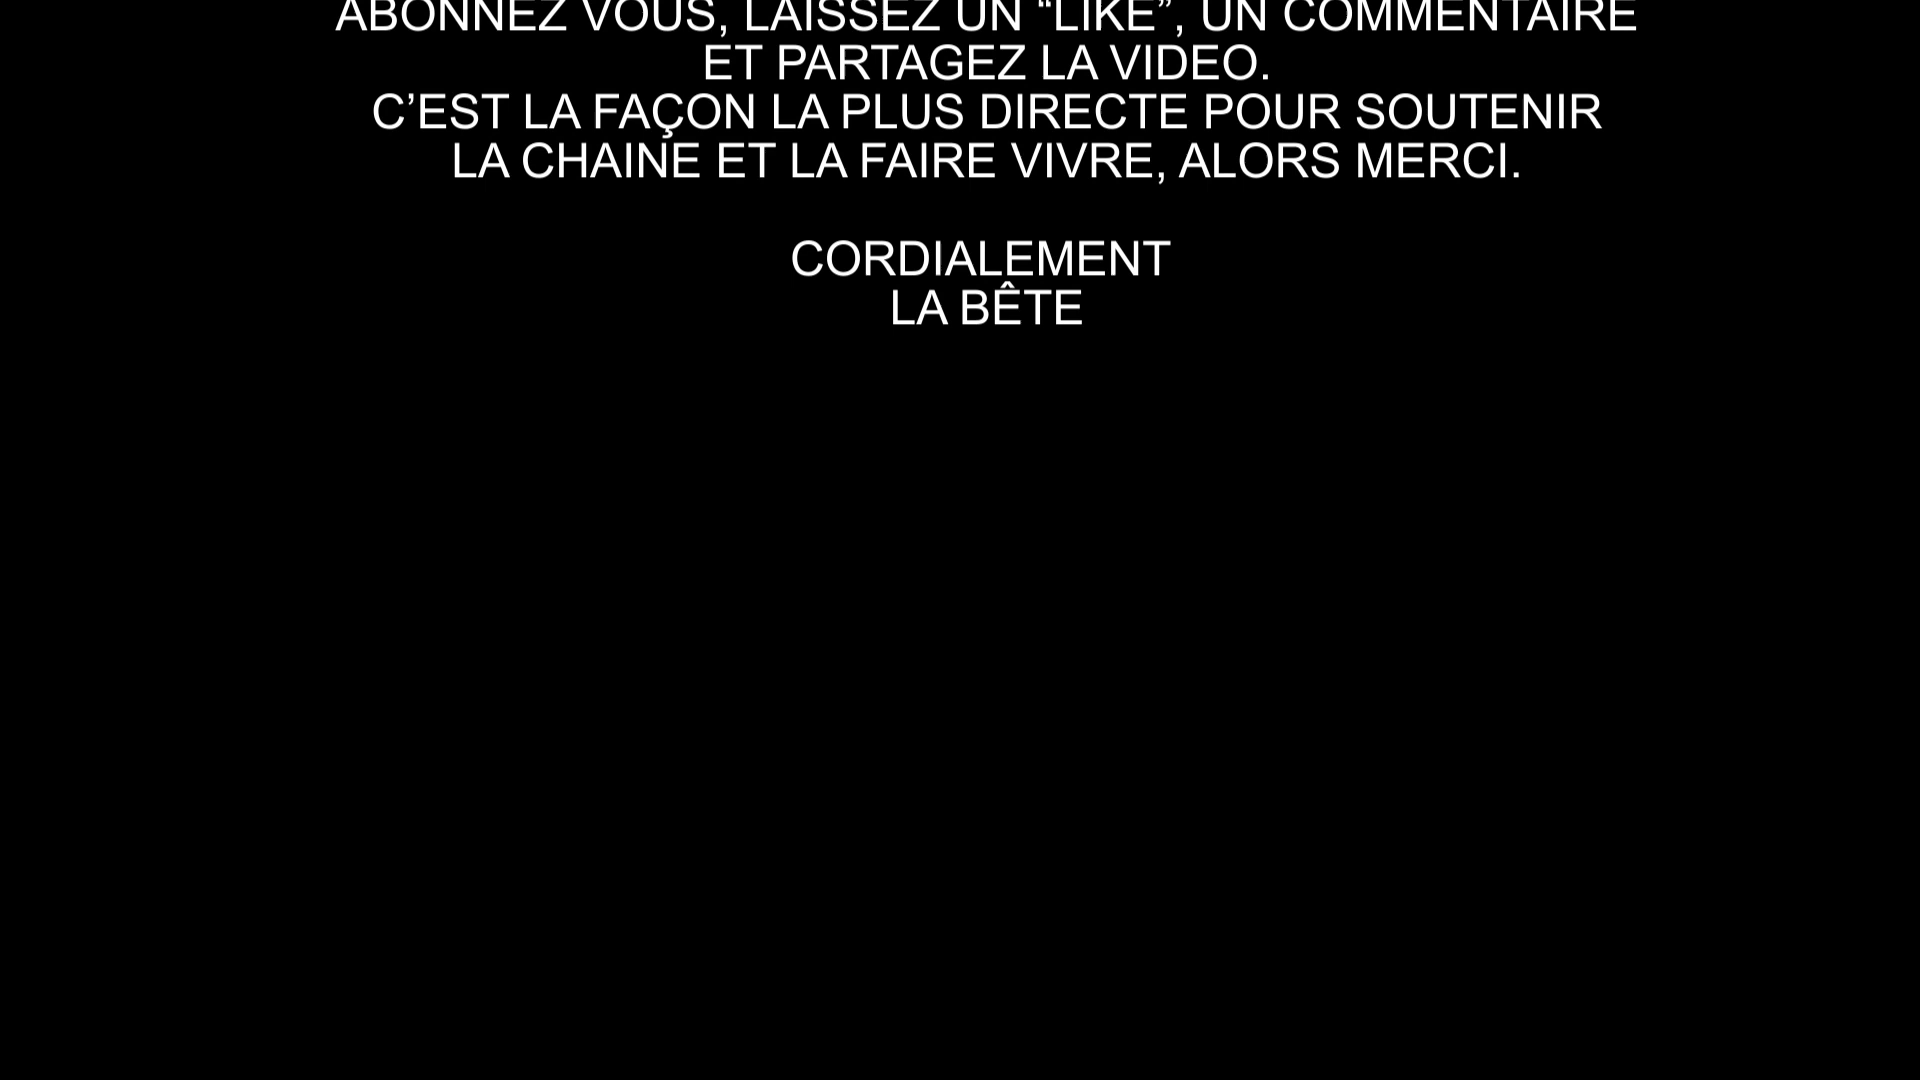 ABONNEZ VOUS, LAISSEZ UN “LIKE”, UN COMMENTAIRE
ET PARTAGEZ LA VIDEO.
C’EST LA FAÇON LA PLUS DIRECTE POUR SOUTENIR
LA CHAINE ET LA FAIRE VIVRE, ALORS MERCI.
CORDIALEMENT
LA BÊTE